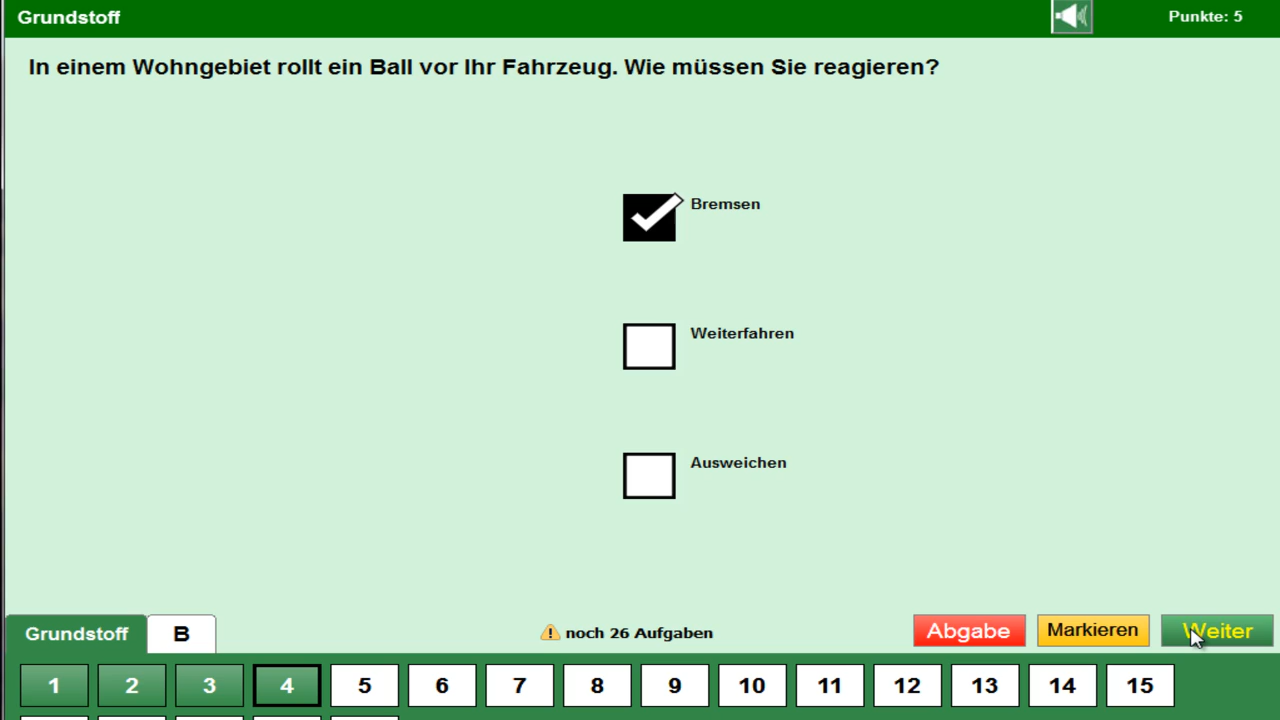 Grundstoff
Punkte: 5
In einem Wohngebiet rollt ein Ball vor Ihr Fahrzeug. Wie müssen Sie reagieren?
Bremsen
Weiterfahren
Ausweichen
Grundstoff B noch 26 Aufgaben Abgabe Markieren Weiter
1 2 3 4 5 6 7 8 9 10 11 12 13 14 15